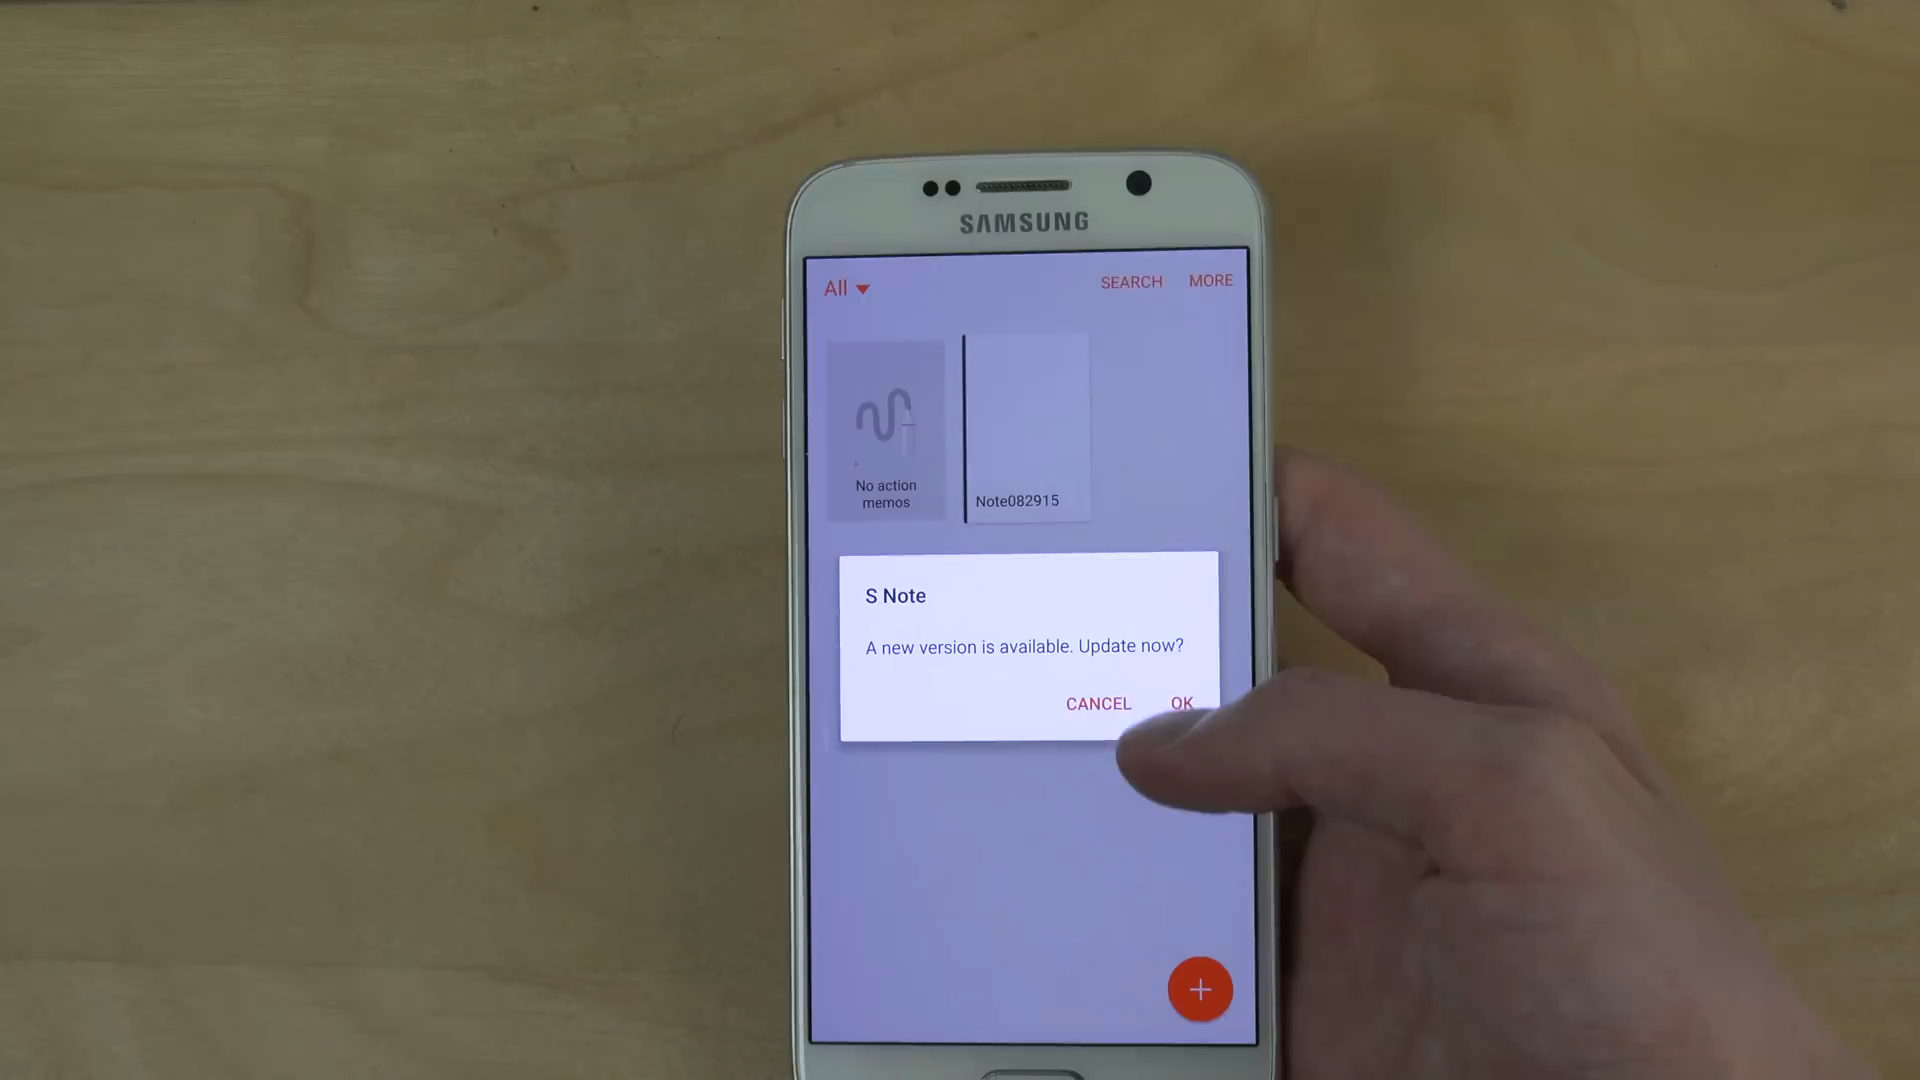 SAMSUNG
All
SEARCH
MORE
No action
memos
Note082915
S Note
A new version is available. Update now?
CANCEL
OK